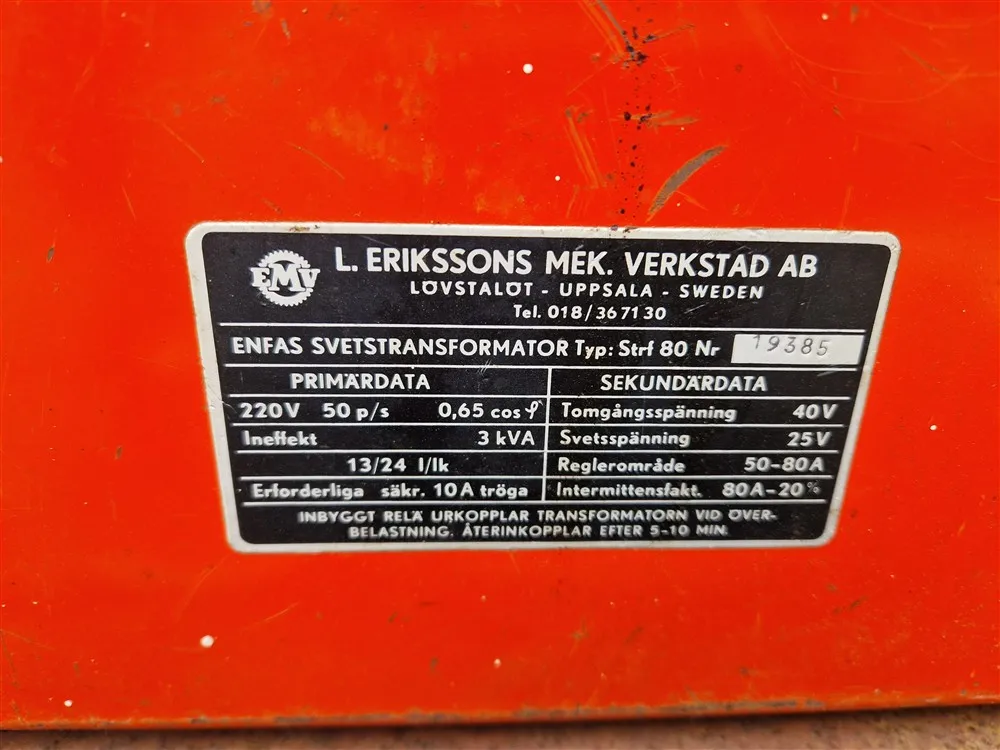 EMV
L. ERIKSSONS MEK. VERKSTAD AB
LÖVSTALÖT - UPPSALA - SWEDEN
Tel. 018/367130
ENFAS SVETSTRANSFORMATOR Typ: Strf 80 Nr 19385
PRIMÄRDATA SEKUNDÄRDATA
220V 50 p/s 0,65 cos φ Tomgångsspänning 40V
Ineffekt 3 kVA Svetsspänning 25V
13/24 I/Ik Reglerområde 50-80A
Erforderliga säkr. 10A tröga Intermittensfakt. 80A-20%
INBYGGT RELÄ URKOPPLAR TRANSFORMATORN VID ÖVER-
BELASTNING. ÅTERINKOPPLAR EFTER 5-10 MIN.